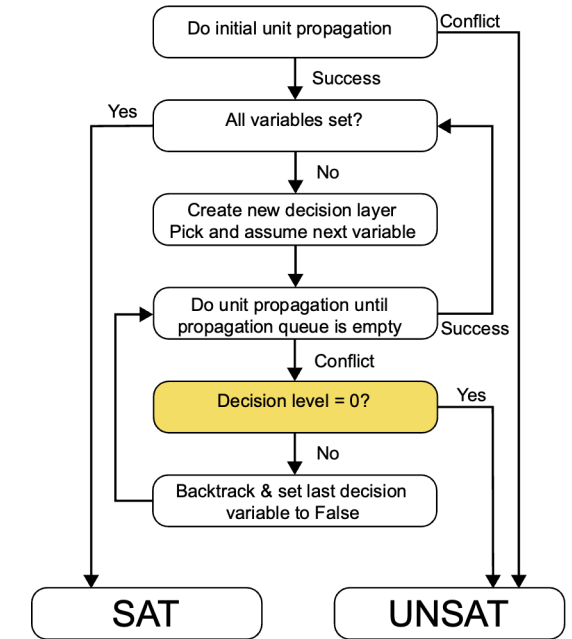 Do initial unit propagation
Conflict
Success
Yes
All variables set?
No
Create new decision layer
Pick and assume next variable
Do unit propagation until
propagation queue is empty
Success
Conflict
Decision level = 0?
Yes
No
Backtrack & set last decision
variable to False
SAT
UNSAT